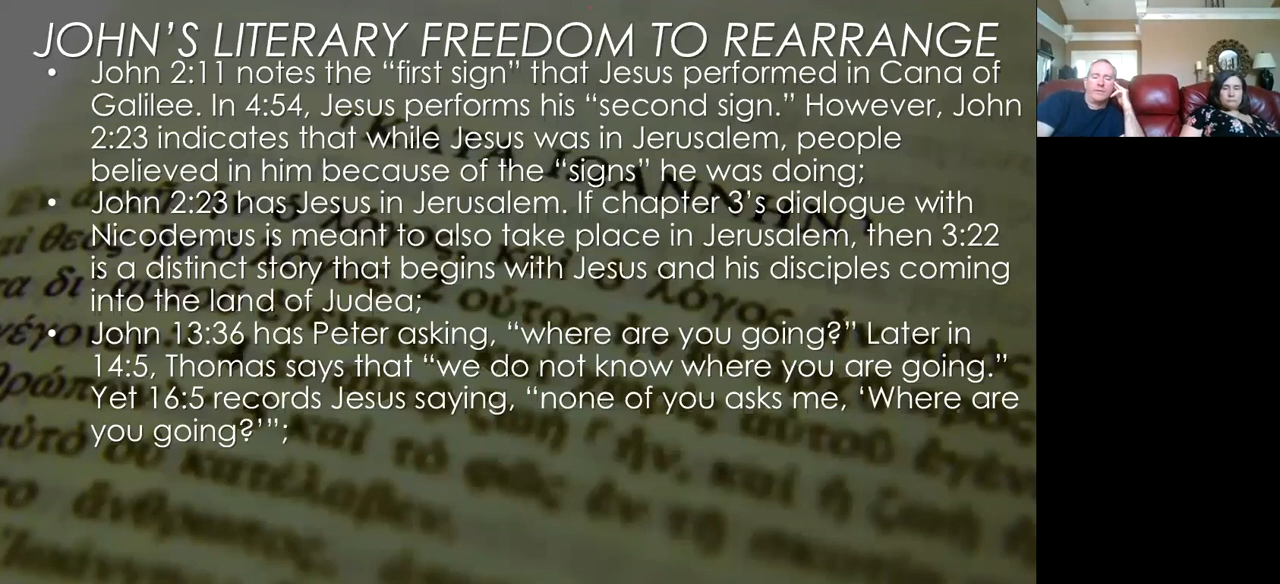 JOHN'S LITERARY FREEDOM TO REARRANGE
• John 2:11 notes the “first sign” that Jesus performed in Cana of
Galilee. In 4:54, Jesus performs his “second sign.” However, John
2:23 indicates that while Jesus was in Jerusalem, people
believed in him because of the “signs” he was doing;
• John 2:23 has Jesus in Jerusalem. If chapter 3’s dialogue with
Nicodemus is meant to also take place in Jerusalem, then 3:22
is a distinct story that begins with Jesus and his disciples coming
into the land of Judea;
• John 13:36 has Peter asking, “where are you going?” Later in
14:5, Thomas says that “we do not know where you are going.”
Yet 16:5 records Jesus saying, “none of you asks me, ‘Where are
you going?’”;